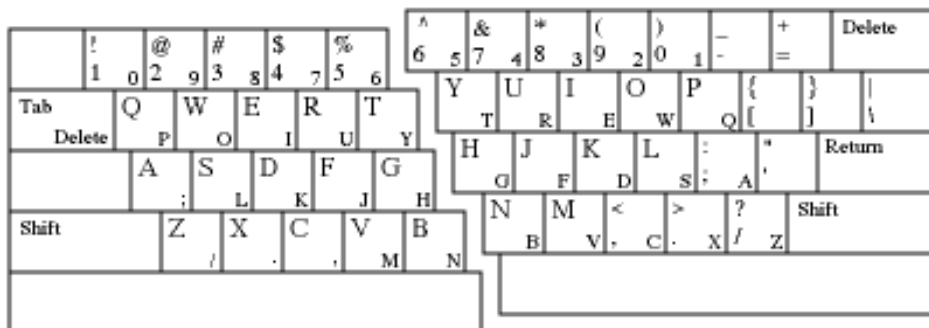 ! @ # $ %
1 0 2 9 3 8 4 7 5 6
Tab Q W E R T
Delete P O I U Y
A S D F G
; L K J H
Shift Z X C V B
/ . , M N
^ & * ( ) _ + Delete
6 5 7 4 8 3 9 2 0 1 - =
Y U I O P { } |
T R E W Q [ ] \
H J K L : " Return
G F D S ; A '
N M < > ? Shift
B V , C . X / Z